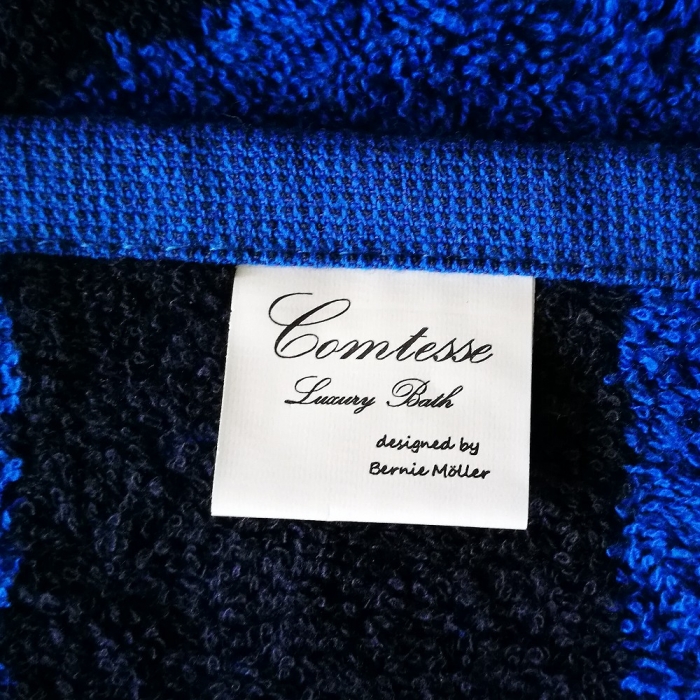 Comtesse
Luxury Bath
designed by
Bernie Möller